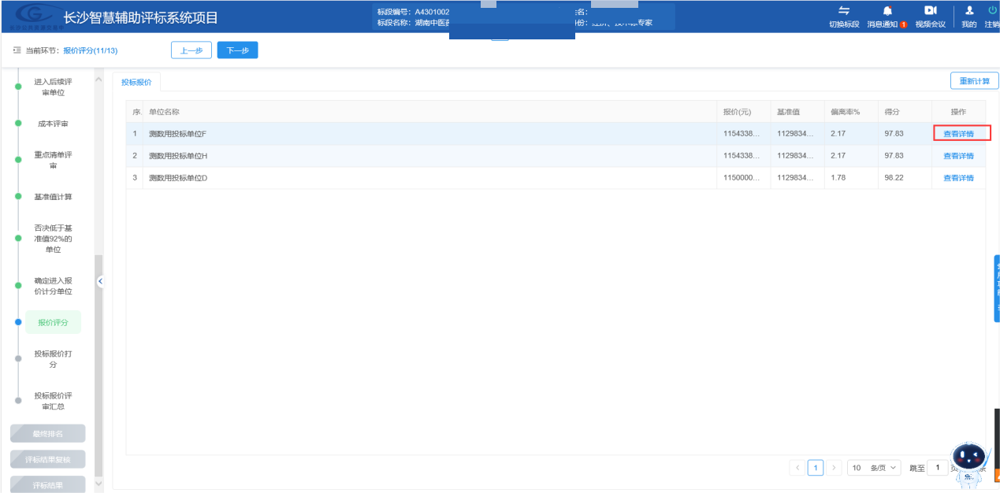 长沙智慧辅助评标系统项目
标段编号：A4301002
标段名称：湖南中医
姓名：
身份：经济、技术标专家
切换标段
消息通知 1
视频会议
我的
注销
当前环节：报价评分(11/13)
上一步
下一步
进入后续评
审单位
成本评审
重点清单评
审
基准值计算
否决低于基
准值92%的
单位
确定进入报
价计分单位
报价评分
投标报价打
分
投标报价评
审汇总
最终排名
评标结果复核
评标结果
投标报价
重新计算
序. 单位名称 报价(元) 基准值 偏离率% 得分 操作
1 测数用投标单位F 1154338... 1129834... 2.17 97.83 查看详情
2 测数用投标单位H 1154338... 1129834... 2.17 97.83 查看详情
3 测数用投标单位D 1150000... 1129834... 1.78 98.22 查看详情
1
10 条/页
跳至 1 页